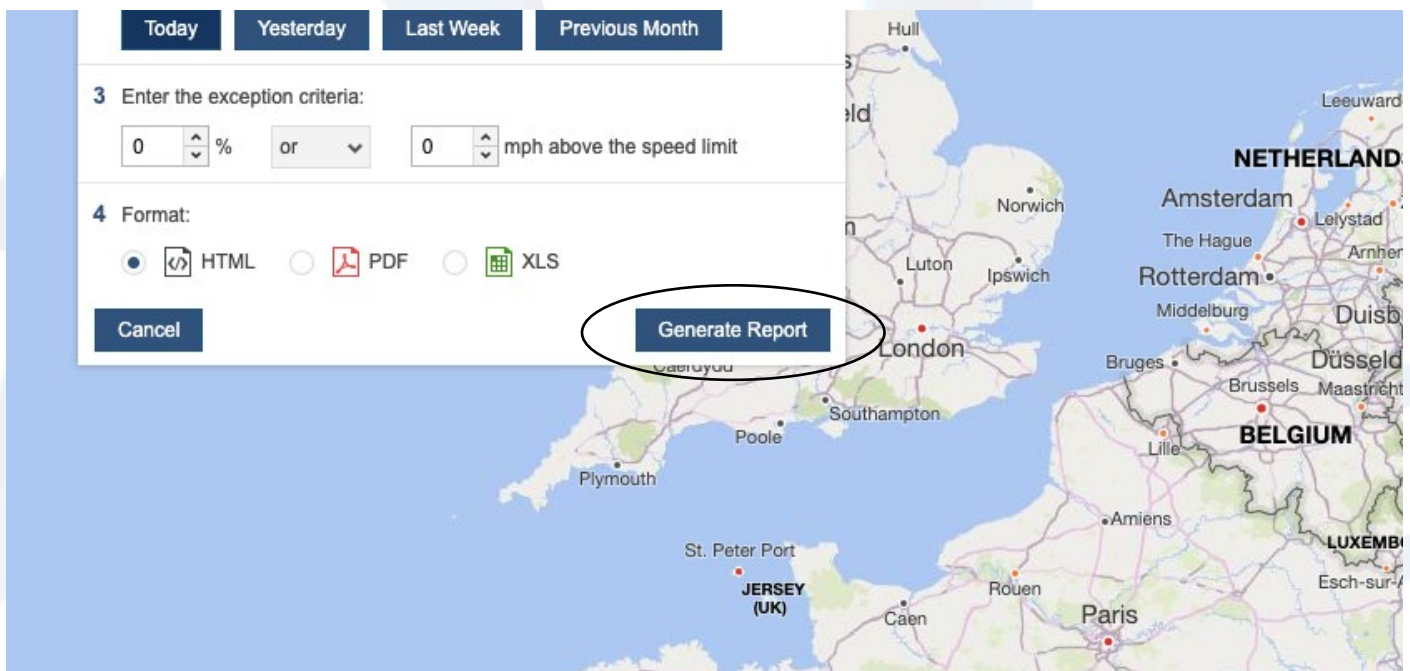 Today Yesterday Last Week Previous Month
3 Enter the exception criteria:
0 % or 0 mph above the speed limit
4 Format:
HTML PDF XLS
Cancel Generate Report
Hull
Leeuward
NETHERLAND
Norwich
Amsterdam
Lelystad
The Hague
Luton
Ipswich
Rotterdam
Middelburg
Duisb
London
Bruges
Düsseld
Caerdydd
Brussels
Maastricht
Southampton
Poole
BELGIUM
Lille
Plymouth
Amiens
LUXEMB
St. Peter Port
JERSEY
(UK)
Rouen
Esch-sur-
Caen
Paris